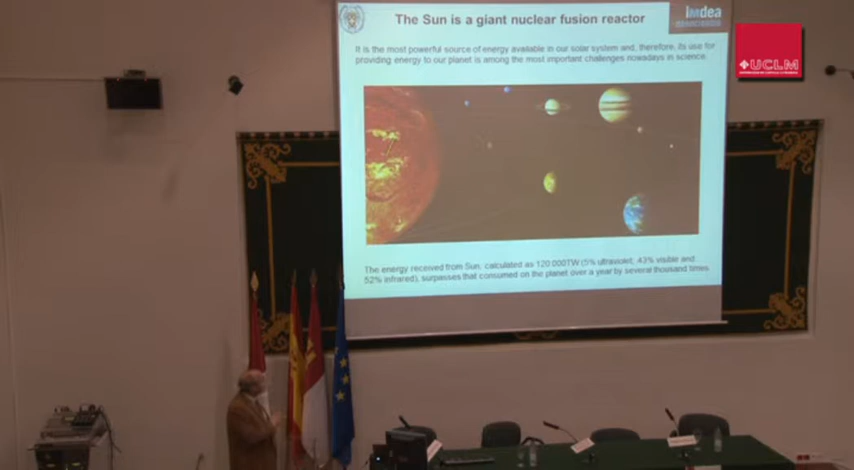 The Sun is a giant nuclear fusion reactor
imdea
UCLM
It is the most powerful source of energy available in our solar system and, therefore, its use for
providing energy to our planet is among the most important challenges nowadays in science.
The energy received from Sun, calculated as 120 000TW (5% ultraviolet, 43% visible and
52% infrared), surpasses that consumed on the planet over a year by several thousand times.